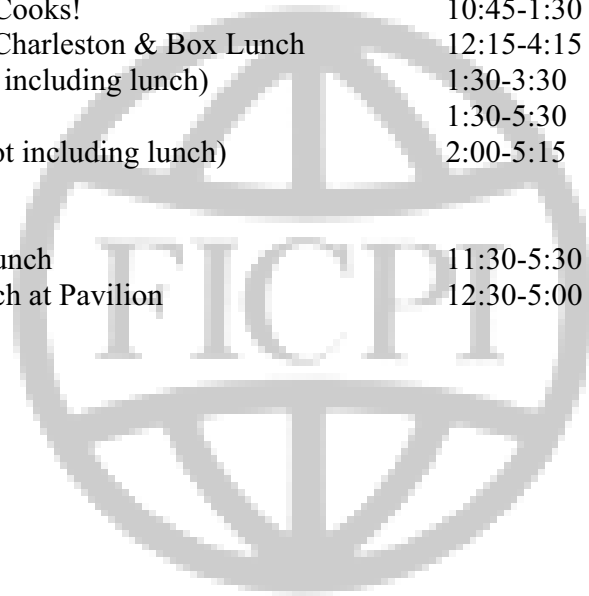 Cooks! 10:45-1:30
Charleston & Box Lunch 12:15-4:15
including lunch) 1:30-3:30
1:30-5:30
ot including lunch) 2:00-5:15
unch 11:30-5:30
ch at Pavilion 12:30-5:00
FICPI